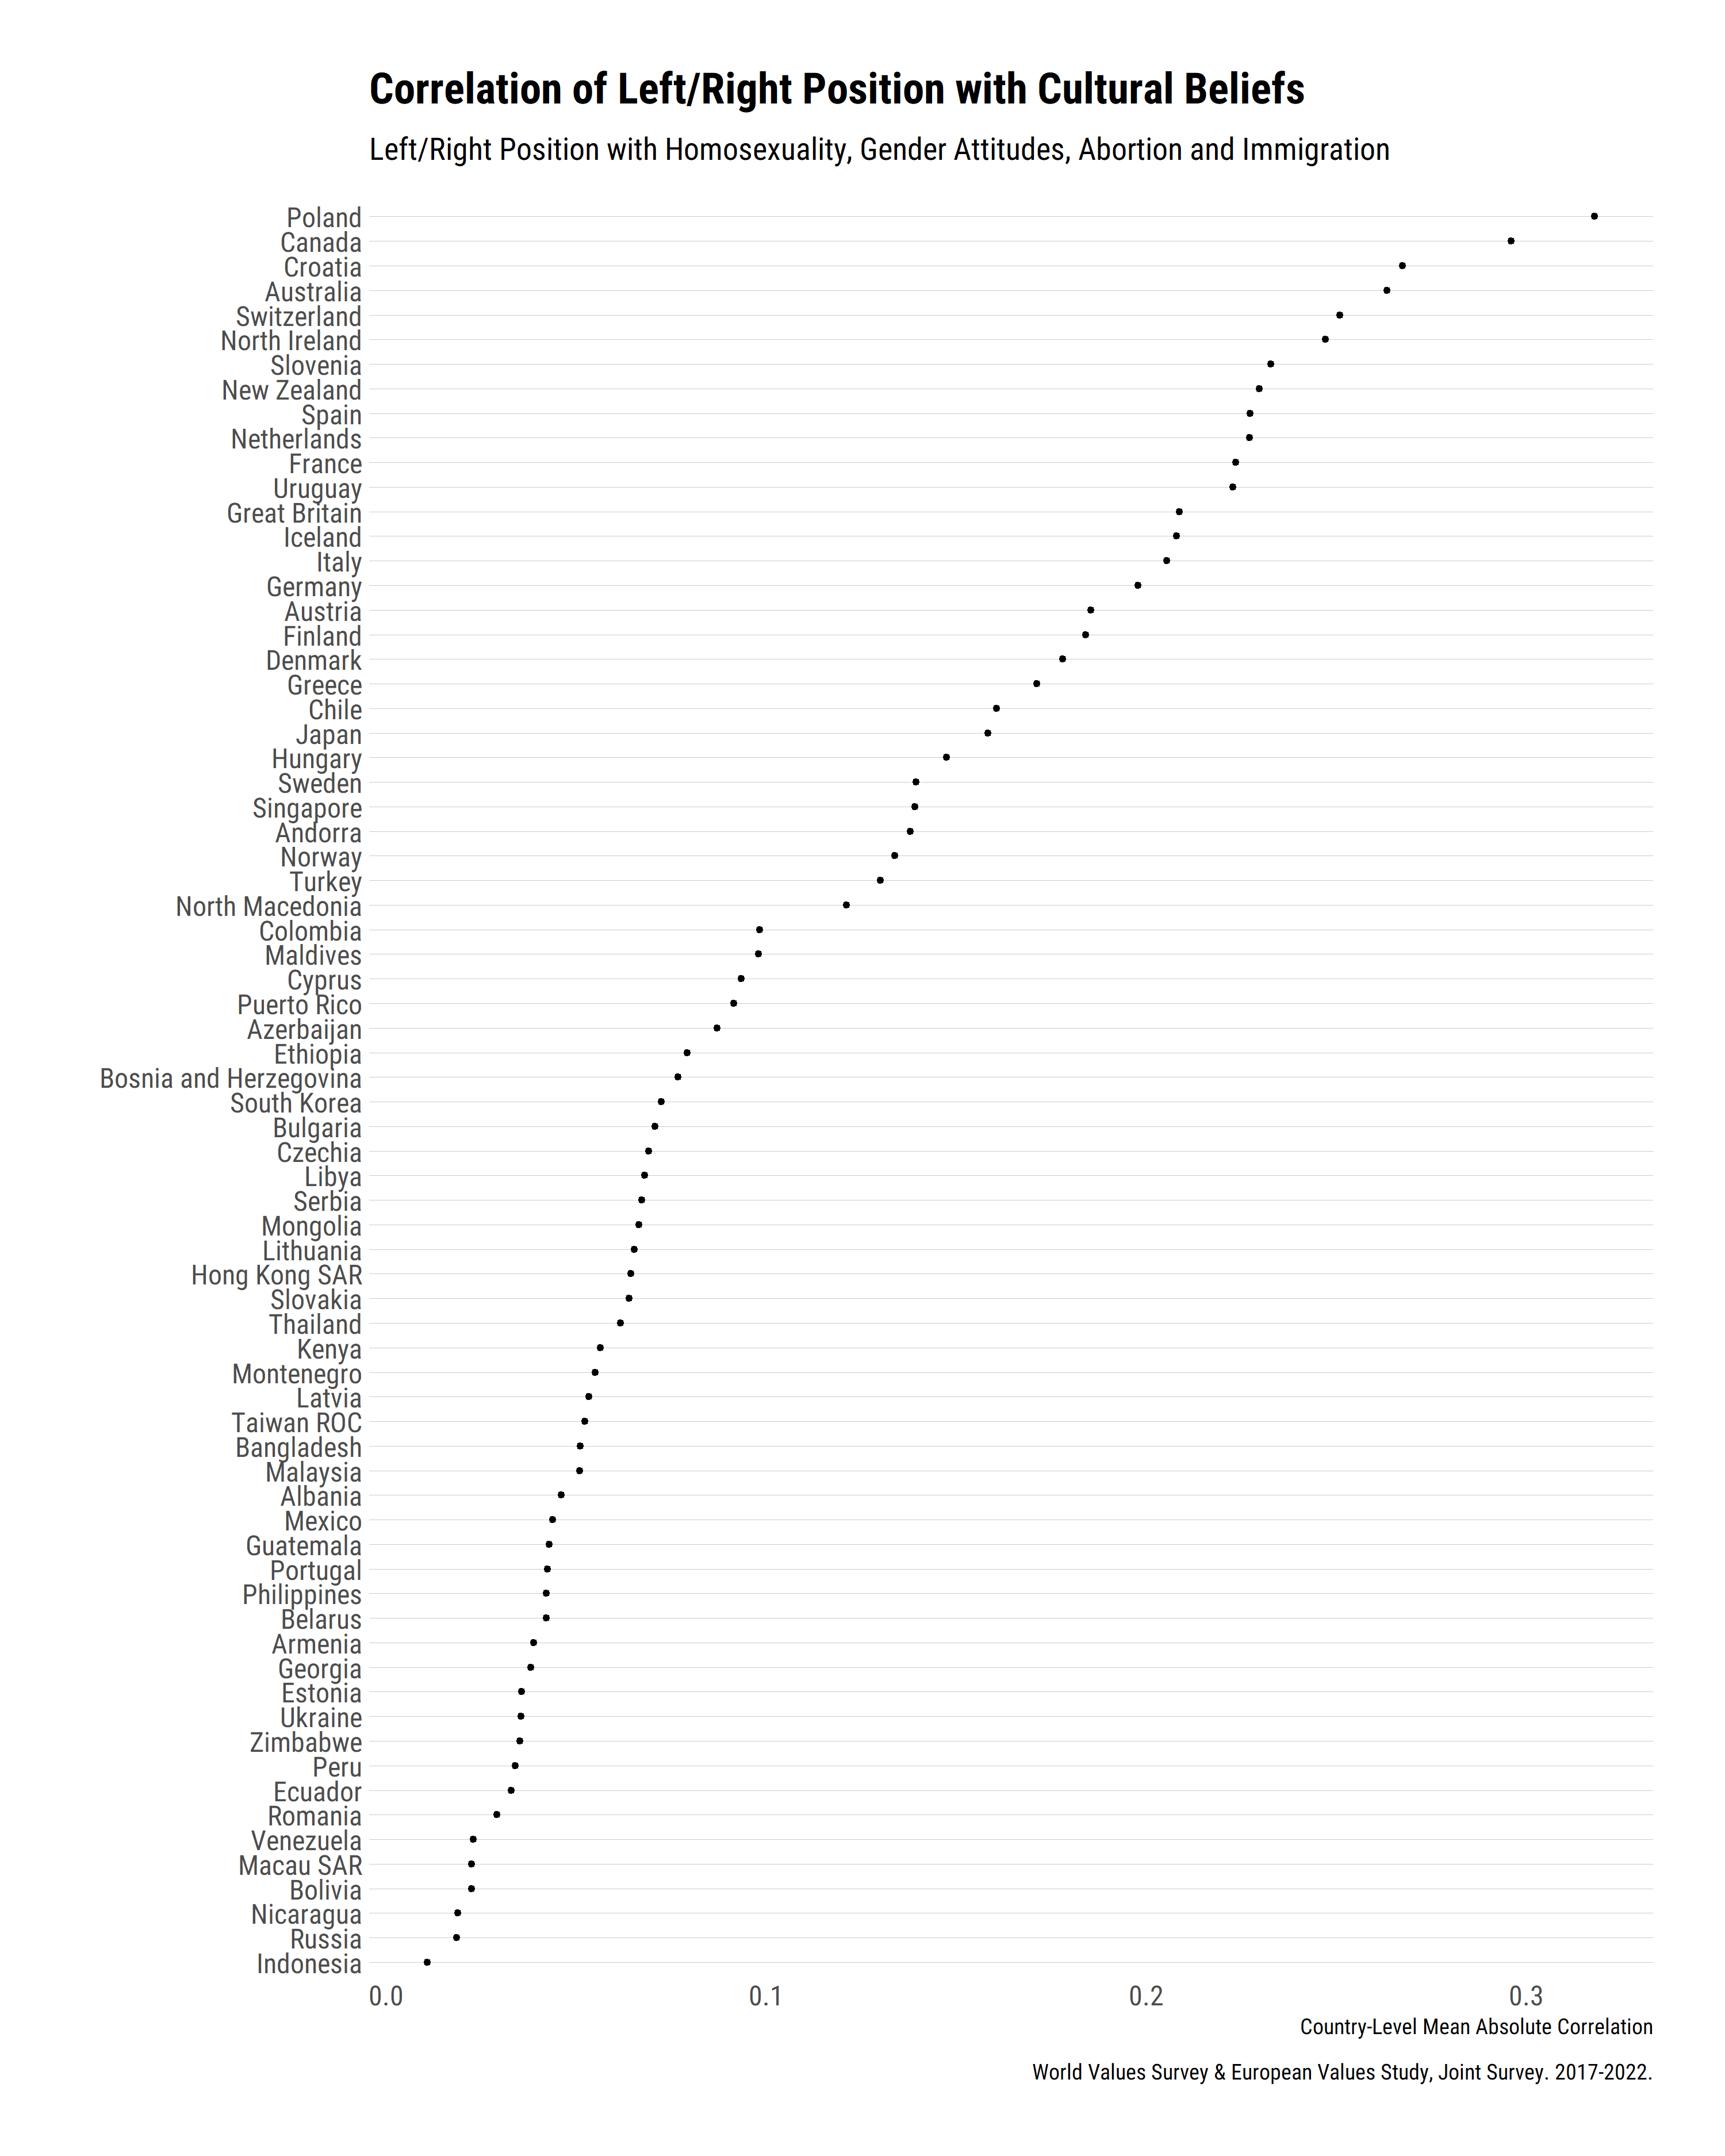 Correlation of Left/Right Position with Cultural Beliefs
Left/Right Position with Homosexuality, Gender Attitudes, Abortion and Immigration
Poland
Canada
Croatia
Australia
Switzerland
North Ireland
Slovenia
New Zealand
Spain
Netherlands
France
Uruguay
Great Britain
Iceland
Italy
Germany
Austria
Finland
Denmark
Greece
Chile
Japan
Hungary
Sweden
Singapore
Andorra
Norway
Turkey
North Macedonia
Colombia
Maldives
Cyprus
Puerto Rico
Azerbaijan
Ethiopia
Bosnia and Herzegovina
South Korea
Bulgaria
Czechia
Libya
Serbia
Mongolia
Lithuania
Hong Kong SAR
Slovakia
Thailand
Kenya
Montenegro
Latvia
Taiwan ROC
Bangladesh
Malaysia
Albania
Mexico
Guatemala
Portugal
Philippines
Belarus
Armenia
Georgia
Estonia
Ukraine
Zimbabwe
Peru
Ecuador
Romania
Venezuela
Macau SAR
Bolivia
Nicaragua
Russia
Indonesia
0.0 0.1 0.2 0.3
Country-Level Mean Absolute Correlation
World Values Survey & European Values Study, Joint Survey. 2017-2022.